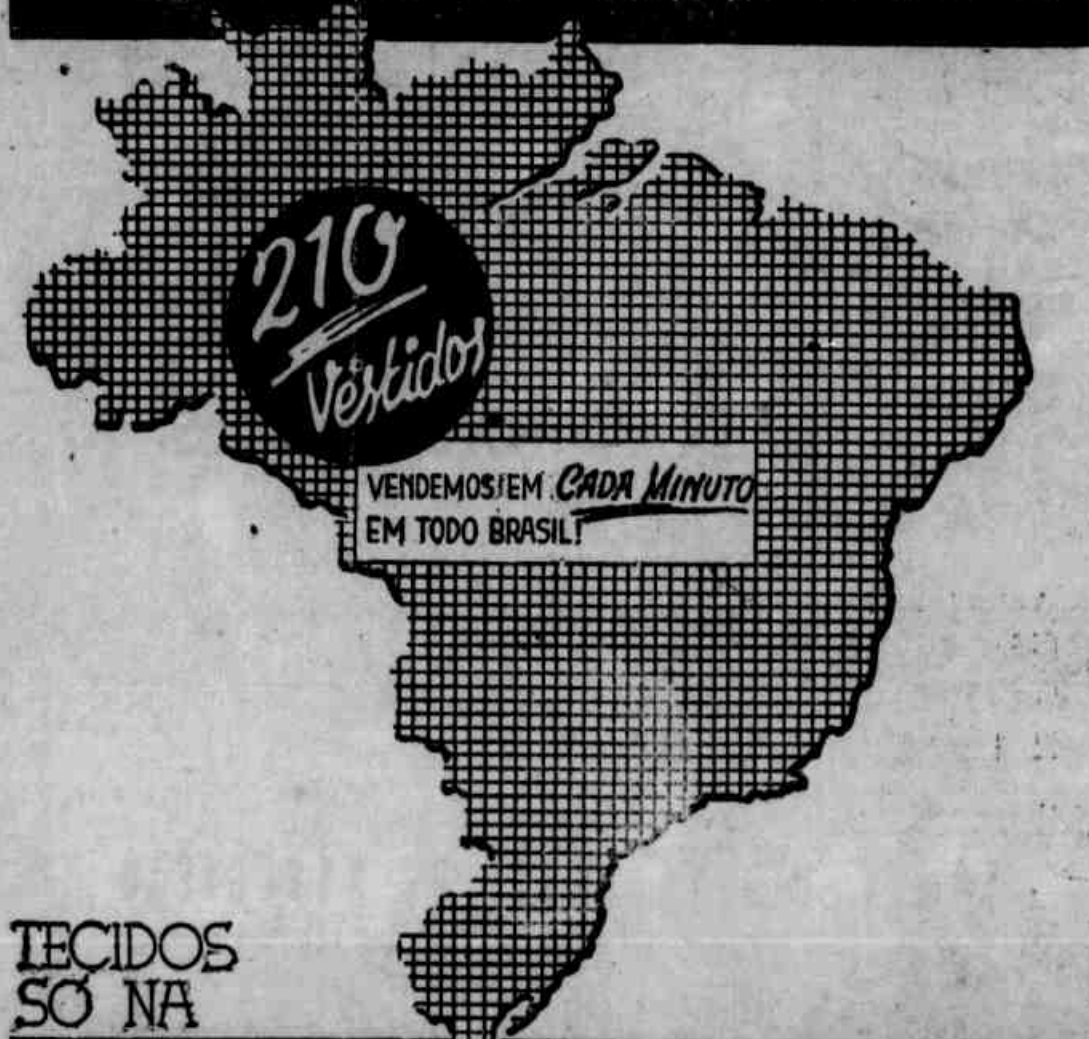 210
Vestidos
VENDEMOS EM CADA MINUTO
EM TODO BRASIL!
TECIDOS
SÓ NA